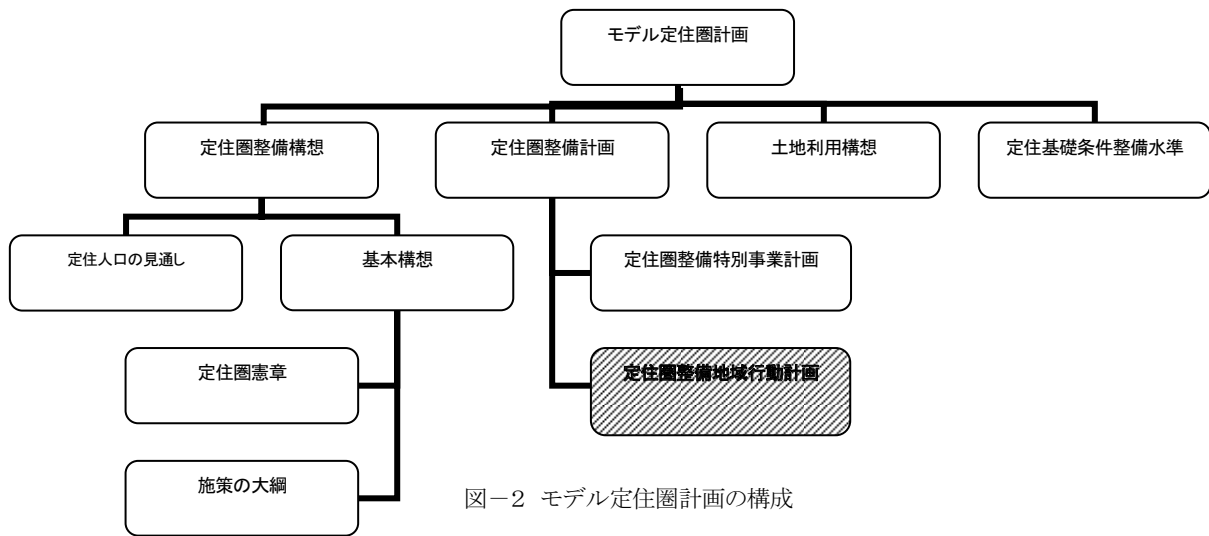 モデル定住圏計画
定住圏整備構想
定住圏整備計画
土地利用構想
定住基礎条件整備水準
定住人口の見通し
基本構想
定住圏整備特別事業計画
定住圏憲章
定住圏整備地域行動計画
施策の大綱
図－2 モデル定住圏計画の構成